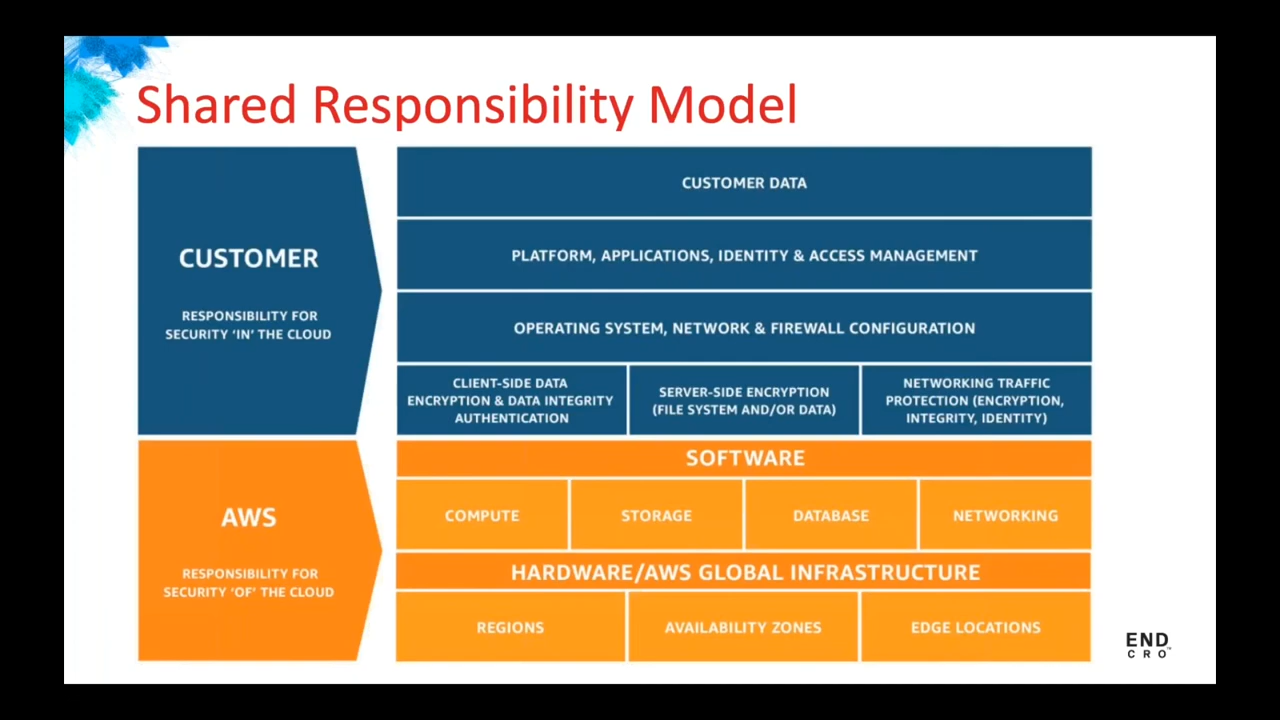 Shared Responsibility Model
CUSTOMER
RESPONSIBILITY FOR
SECURITY ‘IN’ THE CLOUD
CUSTOMER DATA
PLATFORM, APPLICATIONS, IDENTITY & ACCESS MANAGEMENT
OPERATING SYSTEM, NETWORK & FIREWALL CONFIGURATION
CLIENT-SIDE DATA
ENCRYPTION & DATA INTEGRITY
AUTHENTICATION
SERVER-SIDE ENCRYPTION
(FILE SYSTEM AND/OR DATA)
NETWORKING TRAFFIC
PROTECTION (ENCRYPTION,
INTEGRITY, IDENTITY)
AWS
RESPONSIBILITY FOR
SECURITY ‘OF’ THE CLOUD
SOFTWARE
COMPUTE
STORAGE
DATABASE
NETWORKING
HARDWARE/AWS GLOBAL INFRASTRUCTURE
REGIONS
AVAILABILITY ZONES
EDGE LOCATIONS
END
CRO™